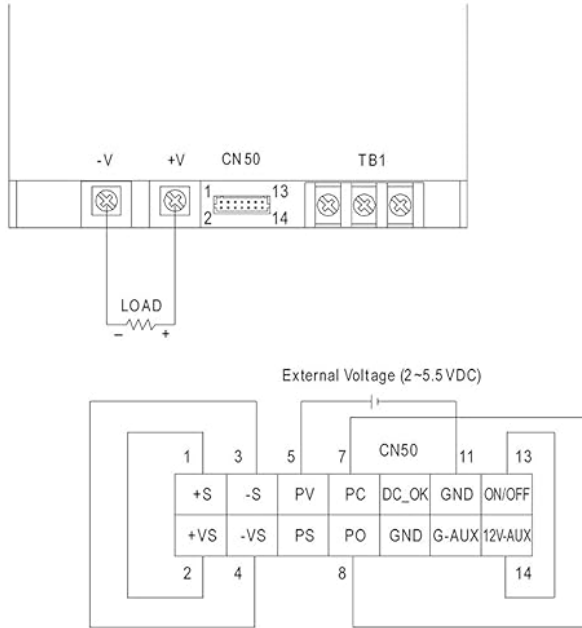 -V +V CN50 TB1
1 13
2 14
LOAD
- +
External Voltage (2~5.5VDC)
CN50
1 3 5 7 11 13
+S -S PV PC DC_OK GND ON/OFF
+VS -VS PS PO GND G-AUX 12V-AUX
2 4 8 14